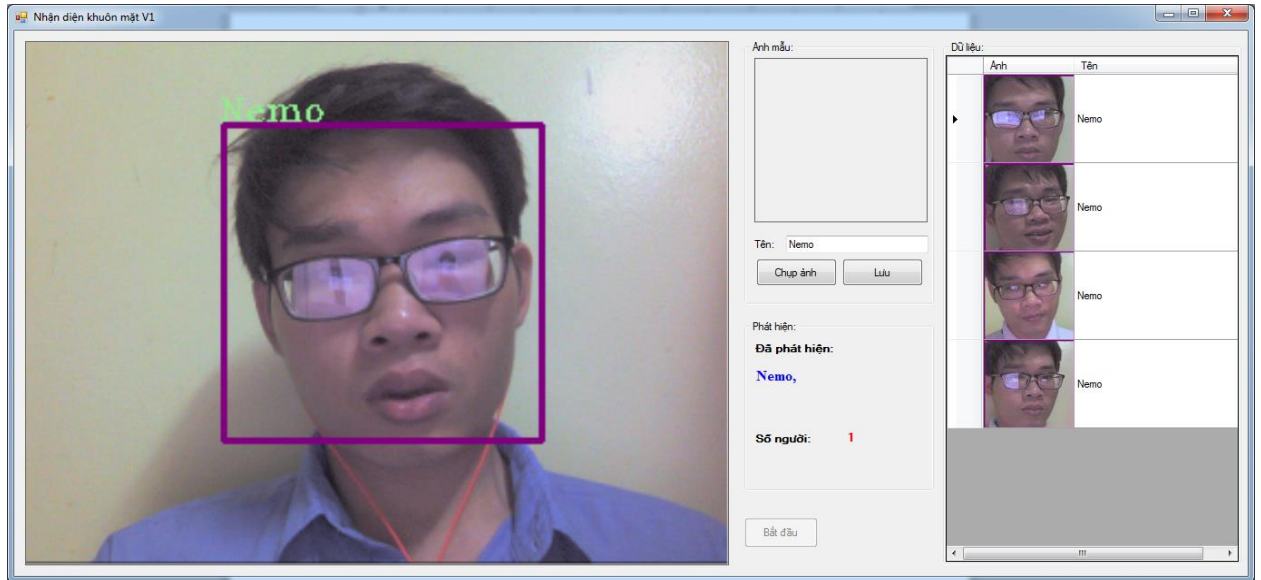 Nhận diện khuôn mặt V1
Nemo
Ảnh mẫu:
Tên: Nemo
Chụp ảnh
Lưu
Phát hiện:
Đã phát hiện:
Nemo,
Số người: 1
Bắt đầu
Dữ liệu:
Ảnh Tên
Nemo
Nemo
Nemo
Nemo